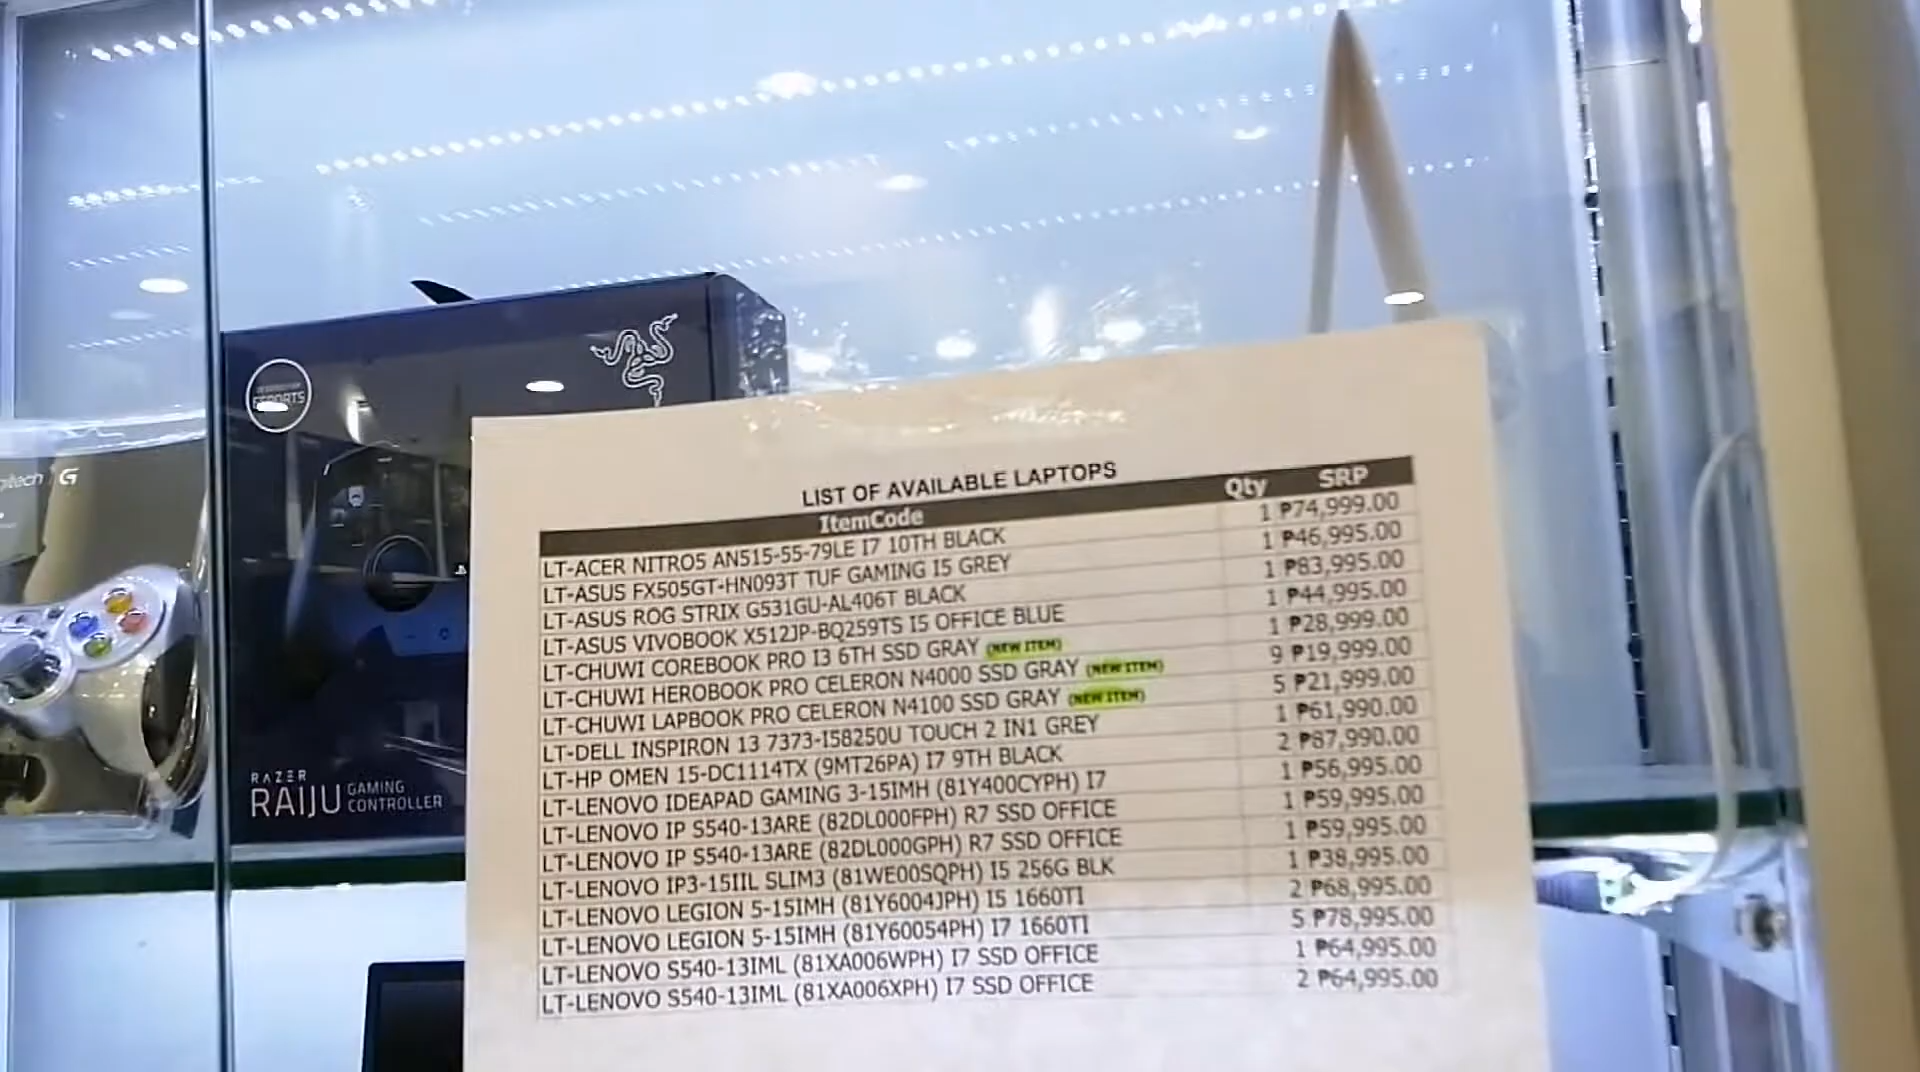 LIST OF AVAILABLE LAPTOPS
ItemCode Qty SRP
LT-ACER NITRO5 AN515-55-79LE I7 10TH BLACK 1 ₱74,999.00
LT-ASUS FX505GT-HN093T TUF GAMING I5 GREY 1 ₱46,995.00
LT-ASUS ROG STRIX G531GU-AL406T BLACK 1 ₱83,995.00
LT-ASUS VIVOBOOK X512JP-BQ259TS I5 OFFICE BLUE 1 ₱44,995.00
LT-CHUWI COREBOOK PRO I3 6TH SSD GRAY (NEW ITEM) 1 ₱28,999.00
LT-CHUWI HEROBOOK PRO CELERON N4000 SSD GRAY (NEW ITEM) 9 ₱19,999.00
LT-CHUWI LAPBOOK PRO CELERON N4100 SSD GRAY (NEW ITEM) 5 ₱21,999.00
LT-DELL INSPIRON 13 7373-I58250U TOUCH 2 IN1 GREY 1 ₱61,990.00
LT-HP OMEN 15-DC1114TX (9MT26PA) I7 9TH BLACK 2 ₱87,990.00
LT-LENOVO IDEAPAD GAMING 3-15IMH (81Y400CYPH) I7 1 ₱56,995.00
LT-LENOVO IP S540-13ARE (82DL000FPH) R7 SSD OFFICE 1 ₱59,995.00
LT-LENOVO IP S540-13ARE (82DL000GPH) R7 SSD OFFICE 1 ₱59,995.00
LT-LENOVO IP3-15IIL SLIM3 (81WE00SQPH) I5 256G BLK 1 ₱38,995.00
LT-LENOVO LEGION 5-15IMH (81Y6004JPH) I5 1660TI 2 ₱68,995.00
LT-LENOVO LEGION 5-15IMH (81Y60054PH) I7 1660TI 5 ₱78,995.00
LT-LENOVO S540-13IML (81XA006WPH) I7 SSD OFFICE 1 ₱64,995.00
LT-LENOVO S540-13IML (81XA006XPH) I7 SSD OFFICE 2 ₱64,995.00
ESPORTS
RAZER
RAIJU GAMING CONTROLLER